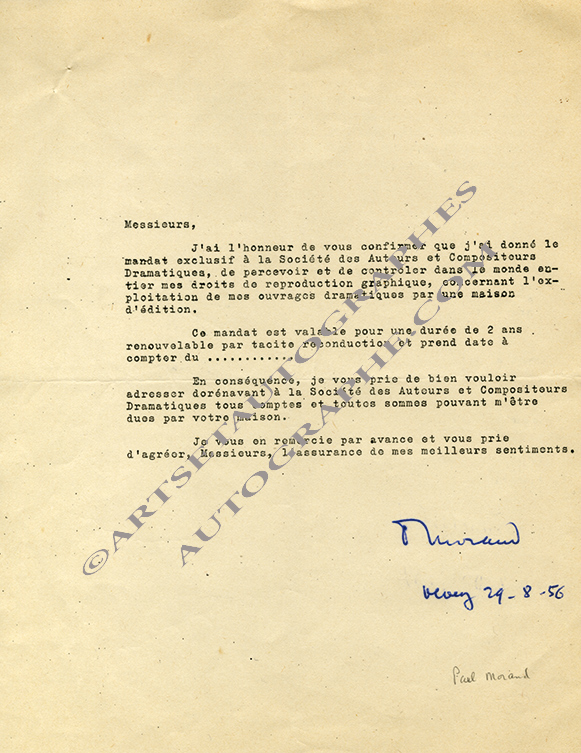 Messieurs,
J'ai l'honneur de vous confirmer que j'ai donné le
mandat exclusif à la Société des Auteurs et Compositeurs
Dramatiques, de percevoir et de controler dans le monde en-
tier mes droits de reproduction graphique, concernant l'ex-
ploitation de mes ouvrages dramatiques par une maison
d'édition.
Ce mandat est valable pour une durée de 2 ans
renouvelable par tacite reconduction et prend date à
compter du ............
En conséquence, je vous prie de bien vouloir
adresser dorénavant à la Société des Auteurs et Compositeurs
Dramatiques tous comptes et toutes sommes pouvant m'être
dues par votre maison.
Je vous en remercie par avance et vous prie
d'agréer, Messieurs, l'assurance de mes meilleurs sentiments.
PMorand
Vevey 29-8-56
Paul Morand
©ARTSETAUTOGRAPHES
AUTOGRAPHE.COM